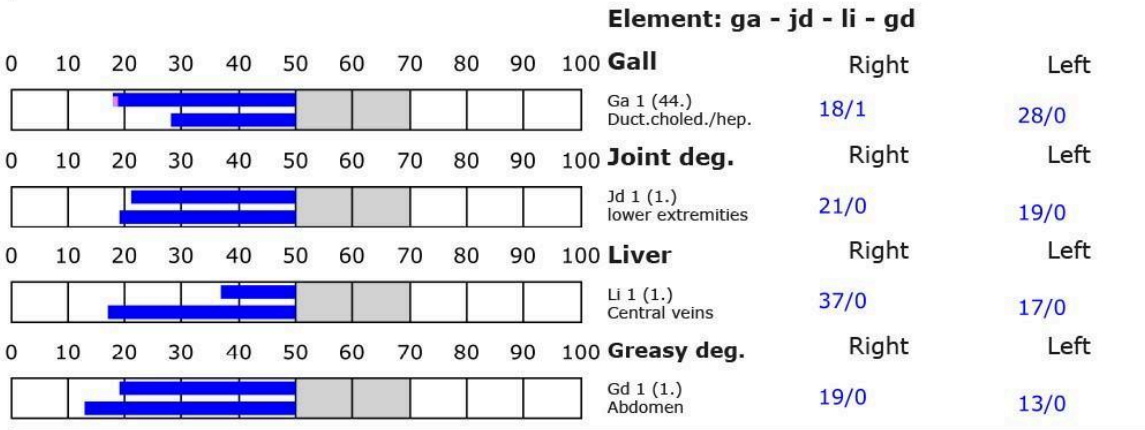 Element: ga - jd - li - gd
0 10 20 30 40 50 60 70 80 90 100 Gall Right Left
Ga 1 (44.)
Duct.choled./hep.
18/1 28/0
0 10 20 30 40 50 60 70 80 90 100 Joint deg. Right Left
Jd 1 (1.)
lower extremities
21/0 19/0
0 10 20 30 40 50 60 70 80 90 100 Liver Right Left
Li 1 (1.)
Central veins
37/0 17/0
0 10 20 30 40 50 60 70 80 90 100 Greasy deg. Right Left
Gd 1 (1.)
Abdomen
19/0 13/0